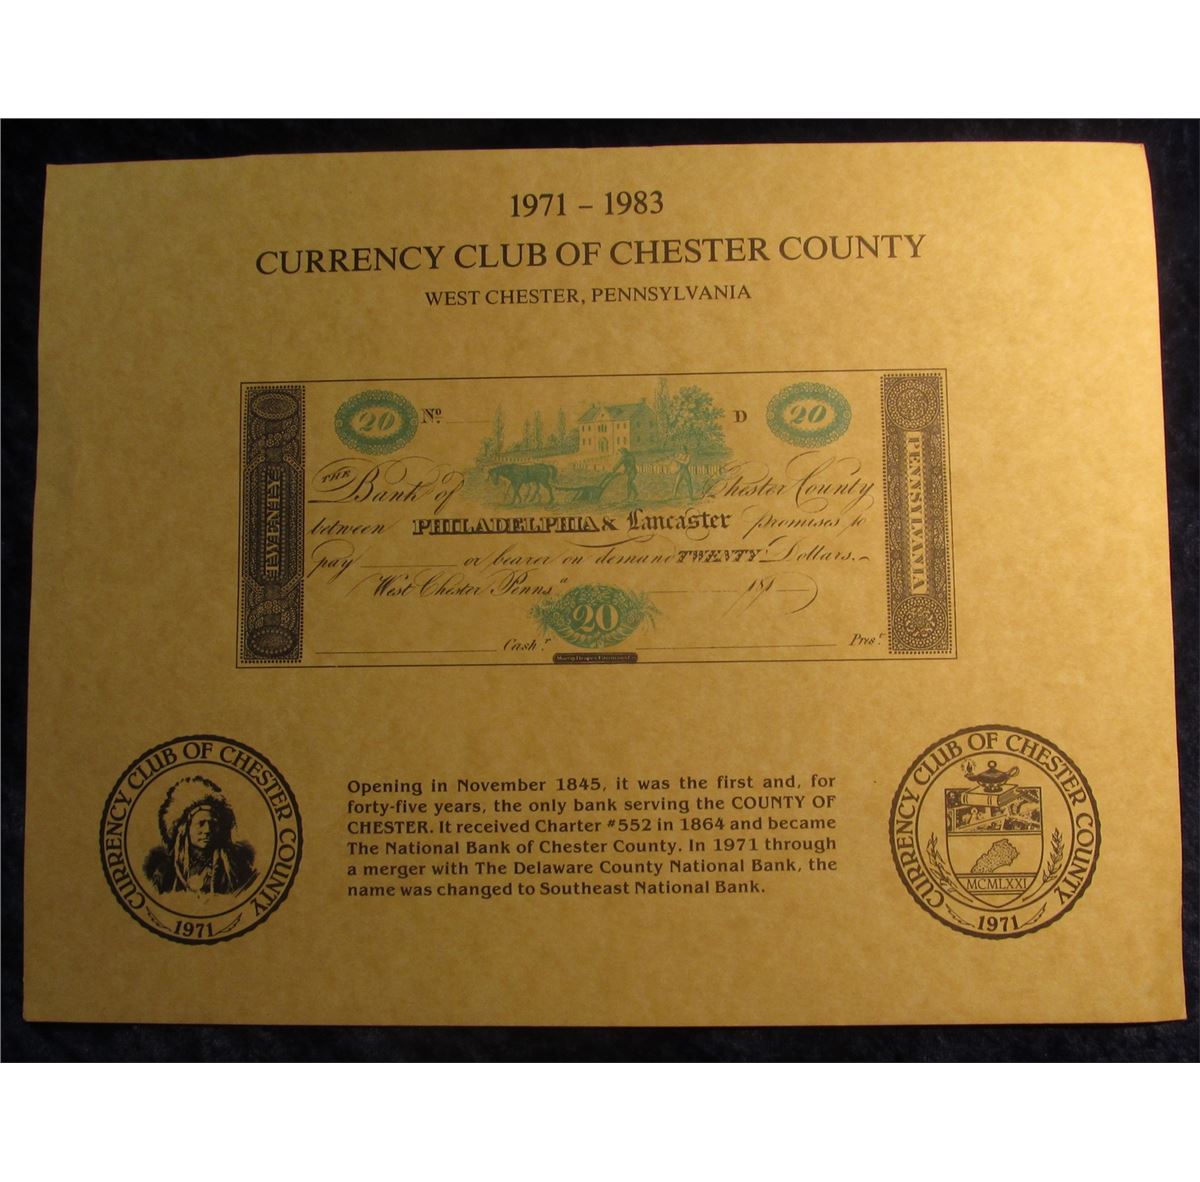 1971 – 1983
CURRENCY CLUB OF CHESTER COUNTY
WEST CHESTER, PENNSYLVANIA
20 No. D 20
TWENTY
PENNSYLVANIA
THE Bank of Chester County
between PHILADELPHIA & Lancaster promises to
pay or bearer on demand TWENTY Dollars.
West Chester Penns.a 181
20
Cash.r Pres.t
CURRENCY CLUB OF CHESTER COUNTY
1971
Opening in November 1845, it was the first and, for
forty-five years, the only bank serving the COUNTY OF
CHESTER. It received Charter #552 in 1864 and became
The National Bank of Chester County. In 1971 through
a merger with The Delaware County National Bank, the
name was changed to Southeast National Bank.
CURRENCY CLUB OF CHESTER COUNTY
MCMLXXI
1971